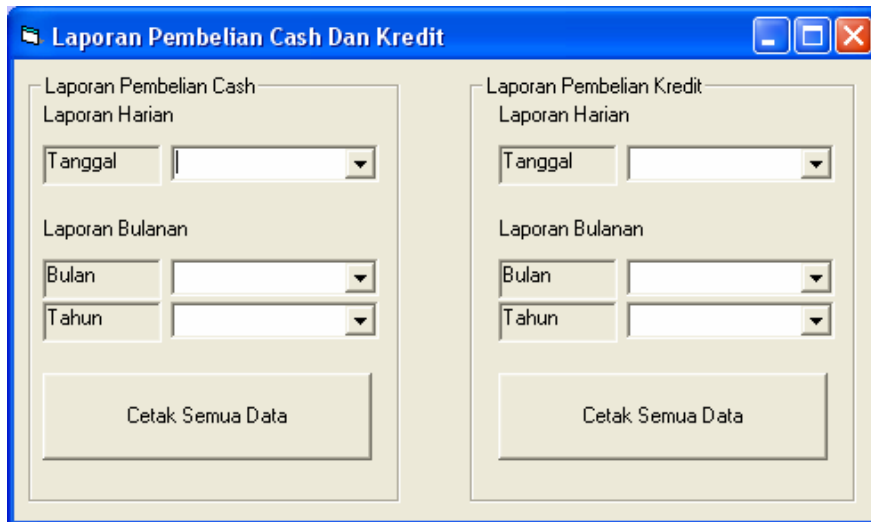 Laporan Pembelian Cash Dan Kredit
Laporan Pembelian Cash
Laporan Harian
Tanggal
Laporan Bulanan
Bulan
Tahun
Cetak Semua Data
Laporan Pembelian Kredit
Laporan Harian
Tanggal
Laporan Bulanan
Bulan
Tahun
Cetak Semua Data